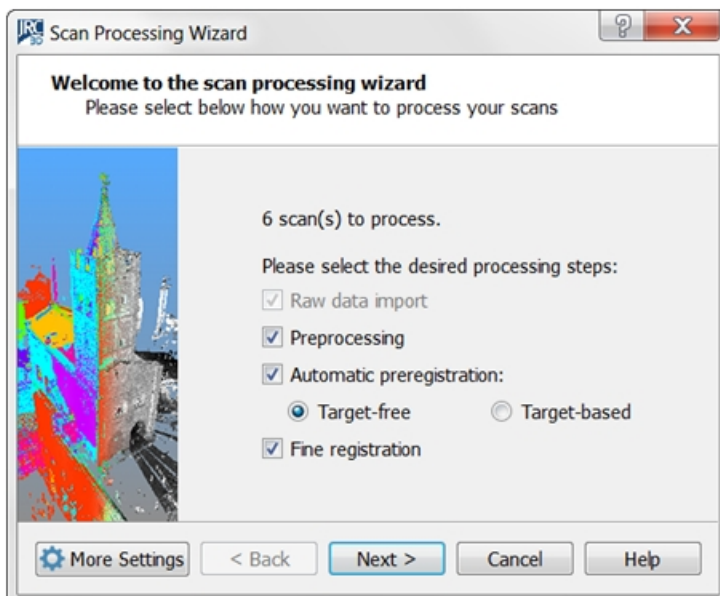 JRC 3D Scan Processing Wizard
Welcome to the scan processing wizard
Please select below how you want to process your scans
6 scan(s) to process.
Please select the desired processing steps:
Raw data import
Preprocessing
Automatic preregistration:
Target-free Target-based
Fine registration
More Settings < Back Next > Cancel Help